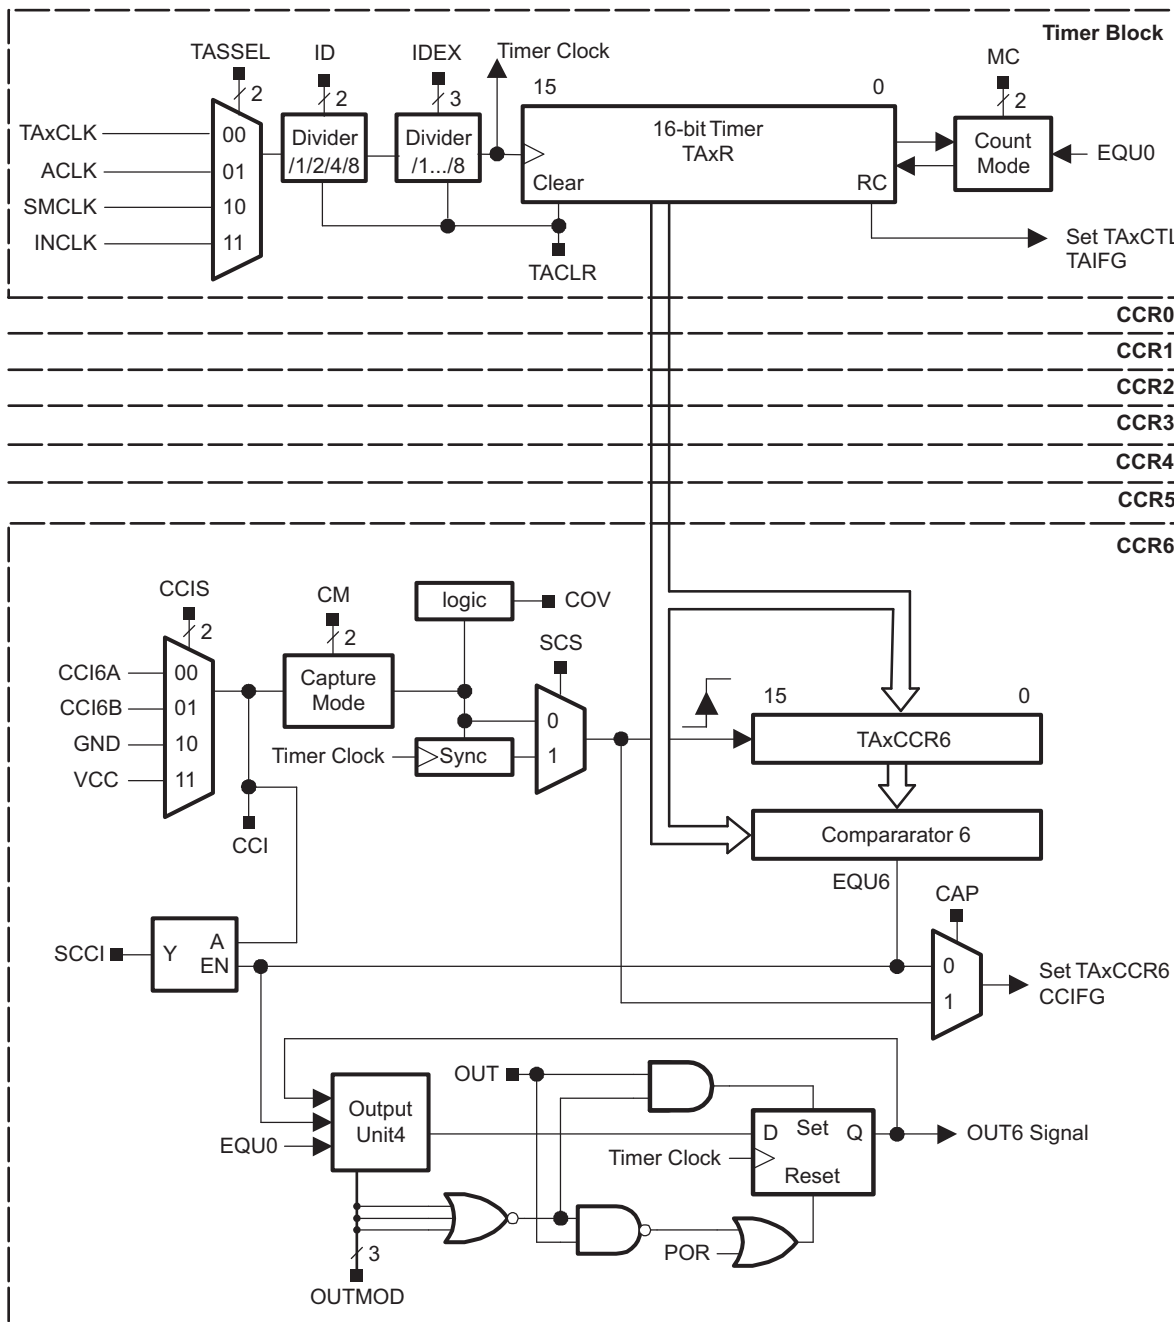 Timer Block
TASSEL
ID
IDEX
Timer Clock
MC
2
2
3
15
0
2
TAxCLK
ACLK
SMCLK
INCLK
00
01
10
11
Divider
/1/2/4/8
Divider
/1.../8
16-bit Timer
TAxR
Clear
RC
Count
Mode
EQU0
TACLR
Set TAxCTL
TAIFG
CCR0
CCR1
CCR2
CCR3
CCR4
CCR5
CCR6
CCIS
CM
logic
COV
2
2
SCS
CCI6A
CCI6B
GND
VCC
00
01
10
11
Capture
Mode
15
0
0
1
Timer Clock
Sync
TAxCCR6
CCI
Compararator 6
EQU6
CAP
SCCI
Y
A
EN
0
1
Set TAxCCR6
CCIFG
OUT
Output
Unit4
EQU0
D
Set
Q
Reset
OUT6 Signal
Timer Clock
3
POR
OUTMOD